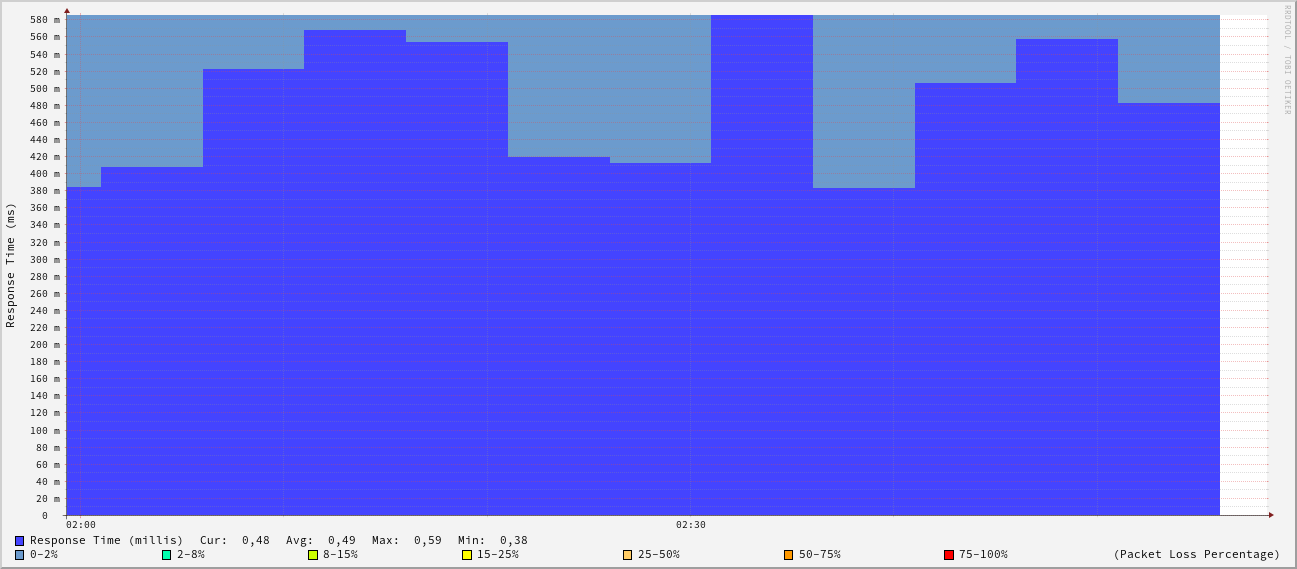 RRDTOOL / TOBI OETIKER
Response Time (ms)
580 m
560 m
540 m
520 m
500 m
480 m
460 m
440 m
420 m
400 m
380 m
360 m
340 m
320 m
300 m
280 m
260 m
240 m
220 m
200 m
180 m
160 m
140 m
120 m
100 m
80 m
60 m
40 m
20 m
0
02:00 02:30
Response Time (millis) Cur: 0,48 Avg: 0,49 Max: 0,59 Min: 0,38
0-2% 2-8% 8-15% 15-25% 25-50% 50-75% 75-100% (Packet Loss Percentage)